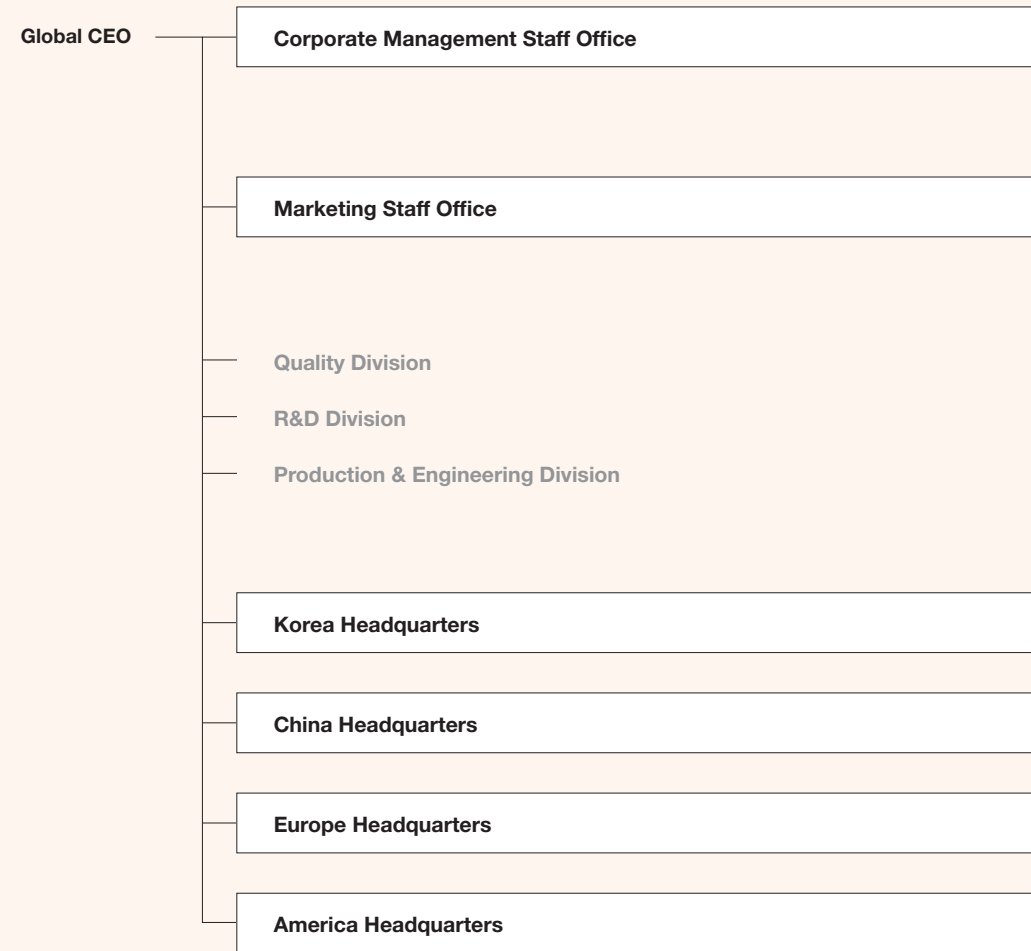 Global CEO
Corporate Management Staff Office
Marketing Staff Office
Quality Division
R&D Division
Production & Engineering Division
Korea Headquarters
China Headquarters
Europe Headquarters
America Headquarters